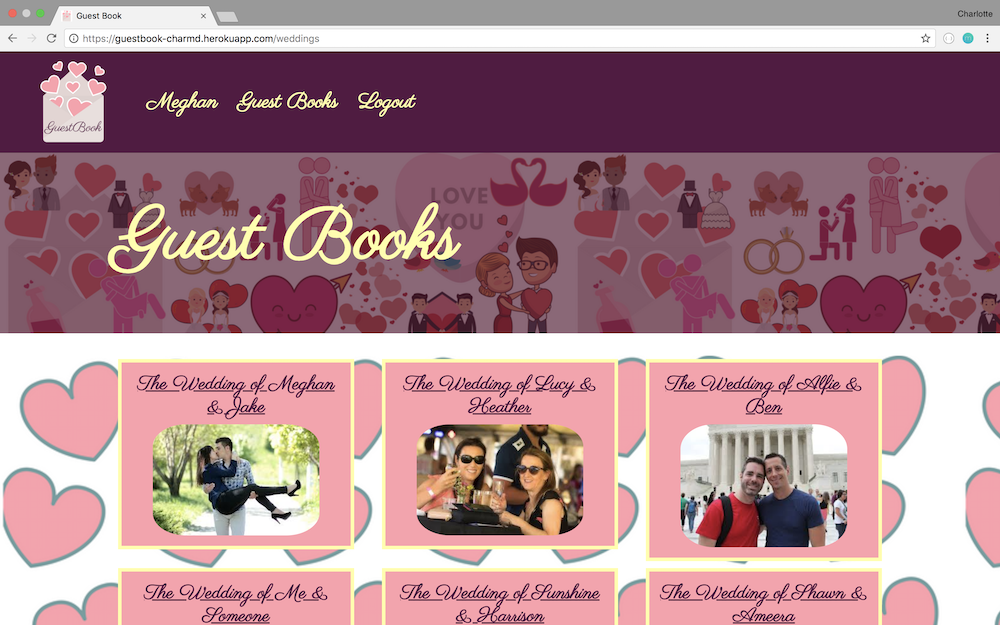 Guest Book
Charlotte
https://guestbook-charmd.herokuapp.com/weddings
GuestBook
Meghan Guest Books Logout
LOVE
YOU
Guest Books
The Wedding of Meghan
& Jake
The Wedding of Lucy &
Heather
The Wedding of Alfie &
Ben
The Wedding of Me &
Someone
The Wedding of Sunshine
& Harrison
The Wedding of Shawn &
Ameera